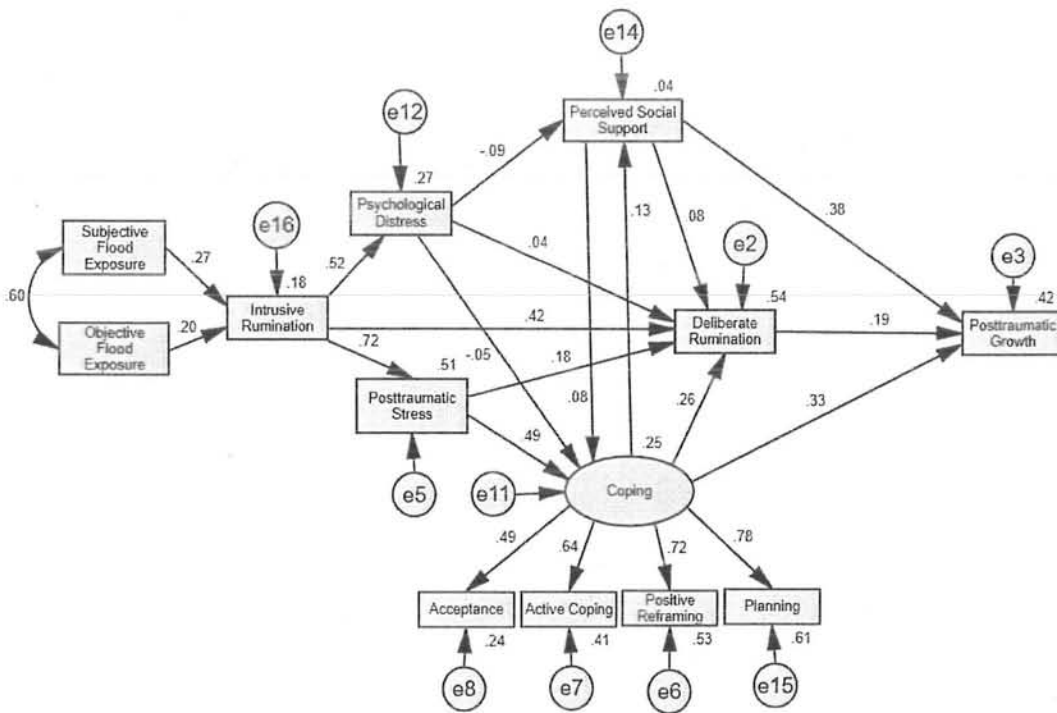 e14
.04
Perceived Social
Support
e12
.27
Psychological
Distress
-.09
.13
.08
.38
.04
e2
.54
e3
.42
Subjective
Flood
Exposure
.27
e16
.18
.52
.60
Intrusive
Rumination
.42
Deliberate
Rumination
.19
Posttraumatic
Growth
Objective
Flood
Exposure
.20
.72
-.05
.51
.18
Posttraumatic
Stress
.08
.26
.33
.49
.25
e5
e11
Coping
.49
.64
.72
.78
Acceptance
Active Coping
Positive
Reframing
Planning
.24
.41
.53
.61
e8
e7
e6
e15